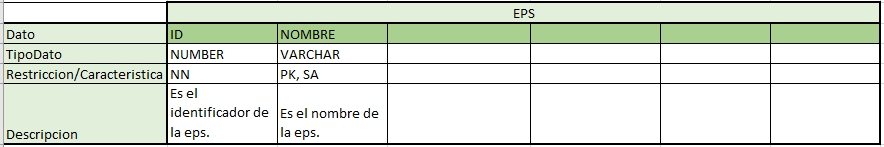 EPS
Dato ID NOMBRE
TipoDato NUMBER VARCHAR
Restriccion/Caracteristica NN PK, SA
Descripcion Es el identificador de la eps. Es el nombre de la eps.